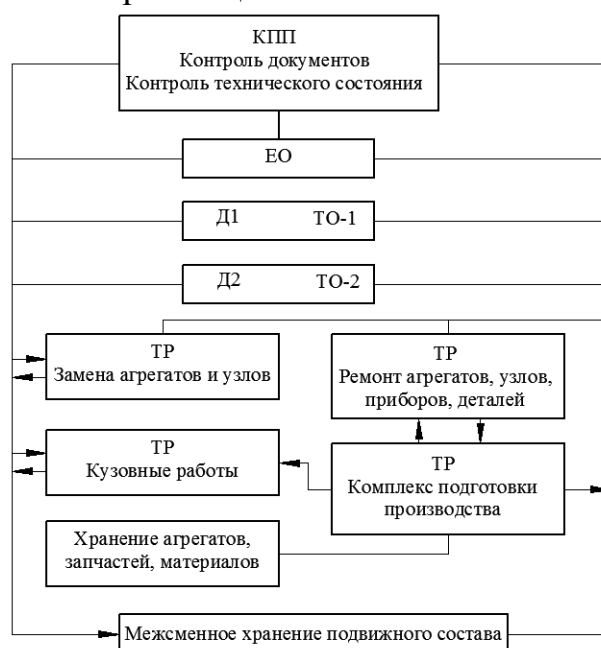 КПП
Контроль документов
Контроль технического состояния
ЕО
Д1 ТО-1
Д2 ТО-2
ТР
Замена агрегатов и узлов
ТР
Ремонт агрегатов, узлов,
приборов, деталей
ТР
Кузовные работы
ТР
Комплекс подготовки
производства
Хранение агрегатов,
запчастей, материалов
Межсменное хранение подвижного состава